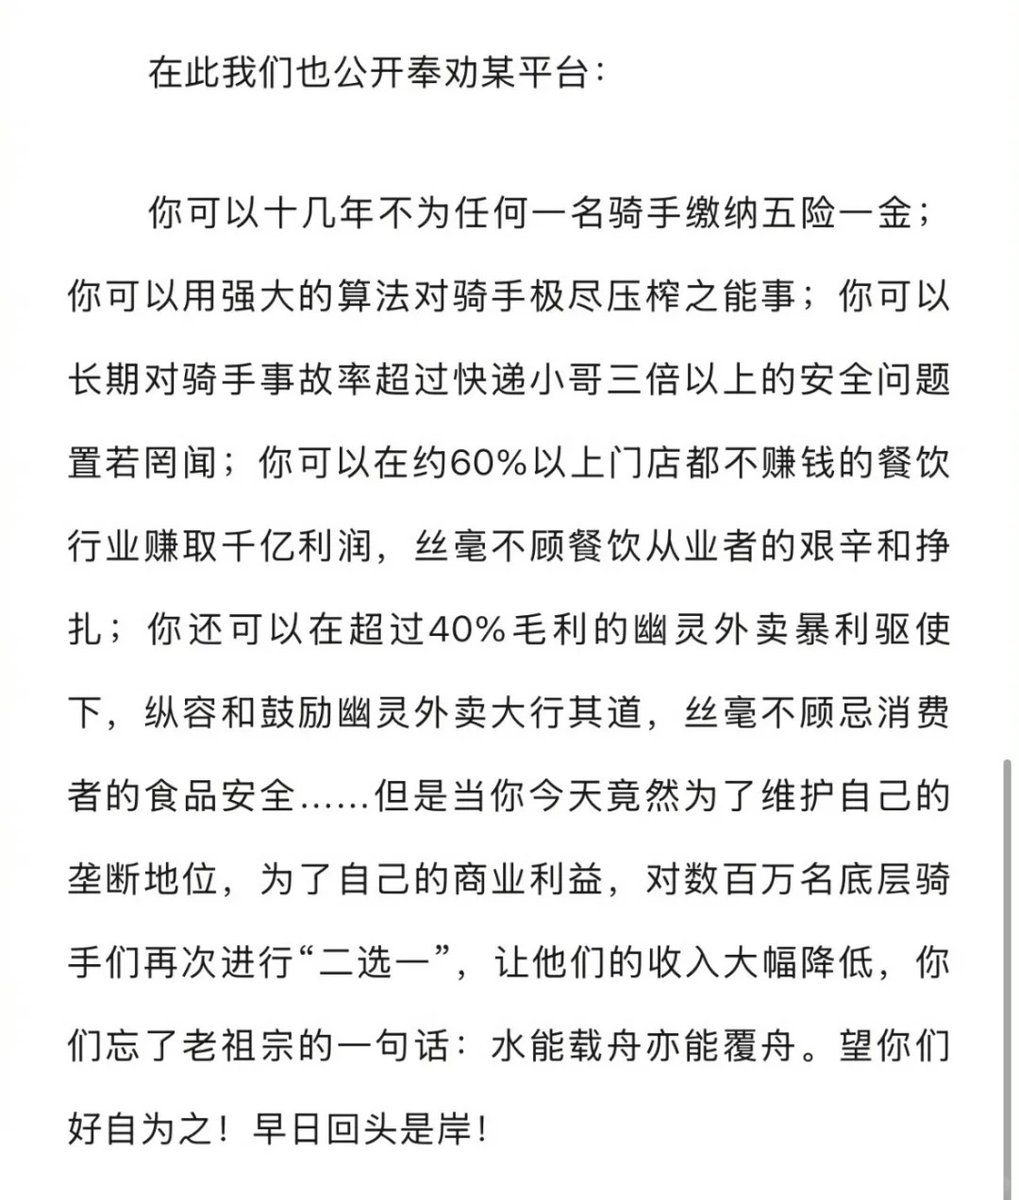 在此我们也公开奉劝某平台：
你可以十几年不为任何一名骑手缴纳五险一金；
你可以用强大的算法对骑手极尽压榨之能事；你可以
长期对骑手事故率超过快递小哥三倍以上的安全问题
置若罔闻；你可以在约60%以上门店都不赚钱的餐饮
行业赚取千亿利润，丝毫不顾餐饮从业者的艰辛和挣
扎；你还可以在超过40%毛利的幽灵外卖暴利驱使
下，纵容和鼓励幽灵外卖大行其道，丝毫不顾忌消费
者的食品安全……但是当你今天竟然为了维护自己的
垄断地位，为了自己的商业利益，对数百万名底层骑
手们再次进行“二选一”，让他们的收入大幅降低，你
们忘了老祖宗的一句话：水能载舟亦能覆舟。望你们
好自为之！早日回头是岸！